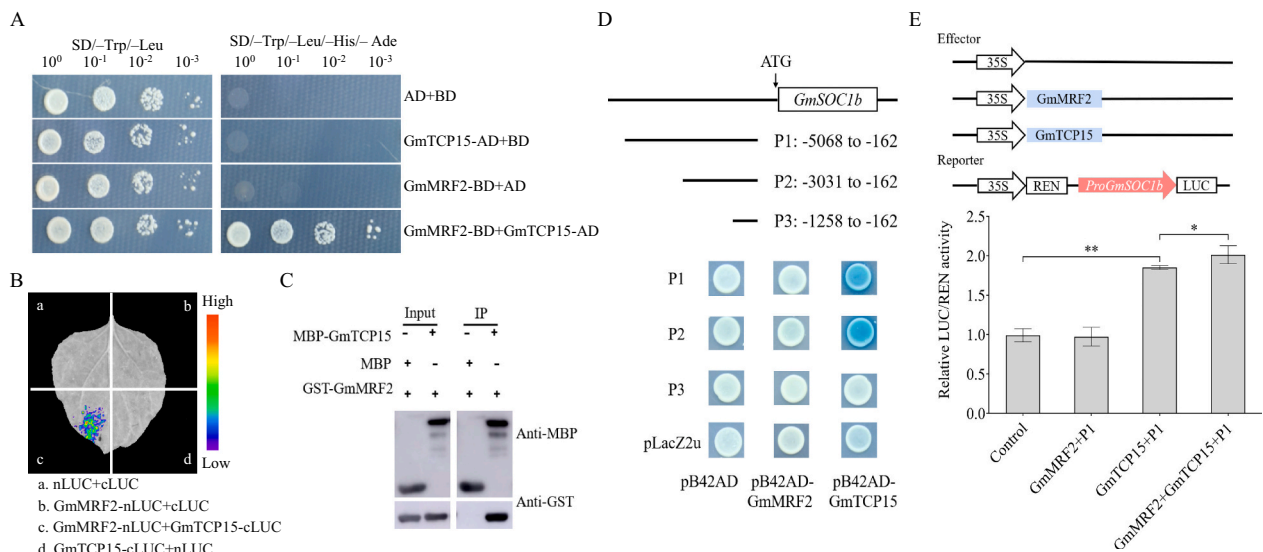 A
SD/–Trp/–Leu
SD/–Trp/–Leu/–His/– Ade
10⁰ 10⁻¹ 10⁻² 10⁻³
10⁰ 10⁻¹ 10⁻² 10⁻³
AD+BD
GmTCP15-AD+BD
GmMRF2-BD+AD
GmMRF2-BD+GmTCP15-AD
B
a
b
c
d
High
Low
a. nLUC+cLUC
b. GmMRF2-nLUC+cLUC
c. GmMRF2-nLUC+GmTCP15-cLUC
d. GmTCP15-cLUC+nLUC
C
Input IP
MBP-GmTCP15 - + - +
MBP + - + -
GST-GmMRF2 + + + +
Anti-MBP
Anti-GST
D
ATG
GmSOC1b
P1: -5068 to -162
P2: -3031 to -162
P3: -1258 to -162
P1
P2
P3
pLacZ2u
pB42AD
pB42AD-
GmMRF2
pB42AD-
GmTCP15
E
Effector
35S
35S GmMRF2
35S GmTCP15
Reporter
35S REN ProGmSOC1b LUC
Relative LUC/REN activity
2.5
2.0
1.5
1.0
0.5
0.0
**
*
Control
GmMRF2+P1
GmTCP15+P1
GmMRF2+GmTCP15+P1